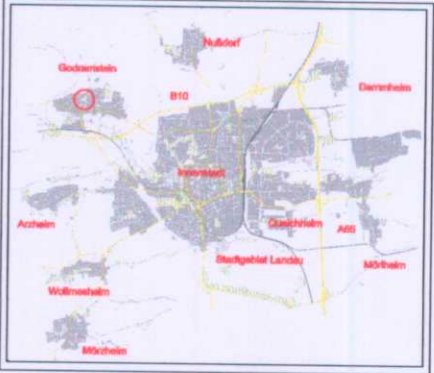 Nußdorf
Godramstein
B10
Dammheim
Innenstadt
Arzheim
Queichheim
A65
Stadtgebiet Landau
Mörlheim
Wollmesheim
Mörzheim